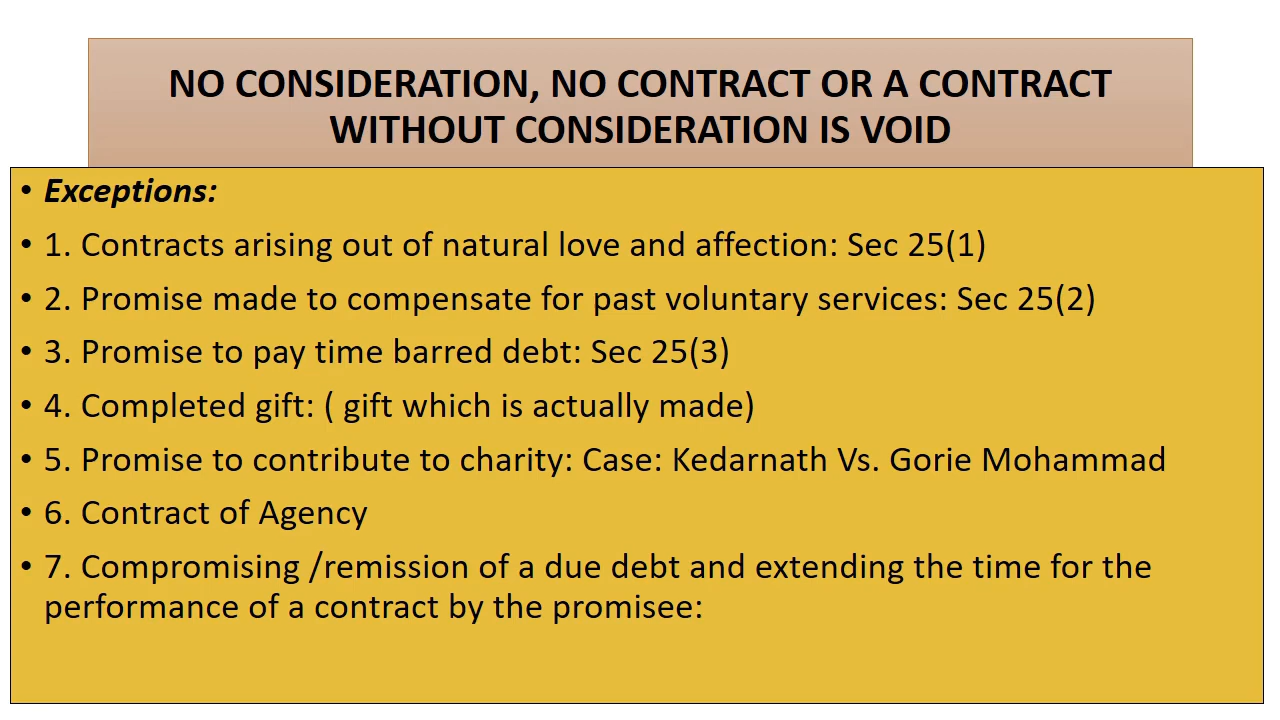 NO CONSIDERATION, NO CONTRACT OR A CONTRACT
WITHOUT CONSIDERATION IS VOID
• Exceptions:
• 1. Contracts arising out of natural love and affection: Sec 25(1)
• 2. Promise made to compensate for past voluntary services: Sec 25(2)
• 3. Promise to pay time barred debt: Sec 25(3)
• 4. Completed gift: ( gift which is actually made)
• 5. Promise to contribute to charity: Case: Kedarnath Vs. Gorie Mohammad
• 6. Contract of Agency
• 7. Compromising /remission of a due debt and extending the time for the
performance of a contract by the promisee: